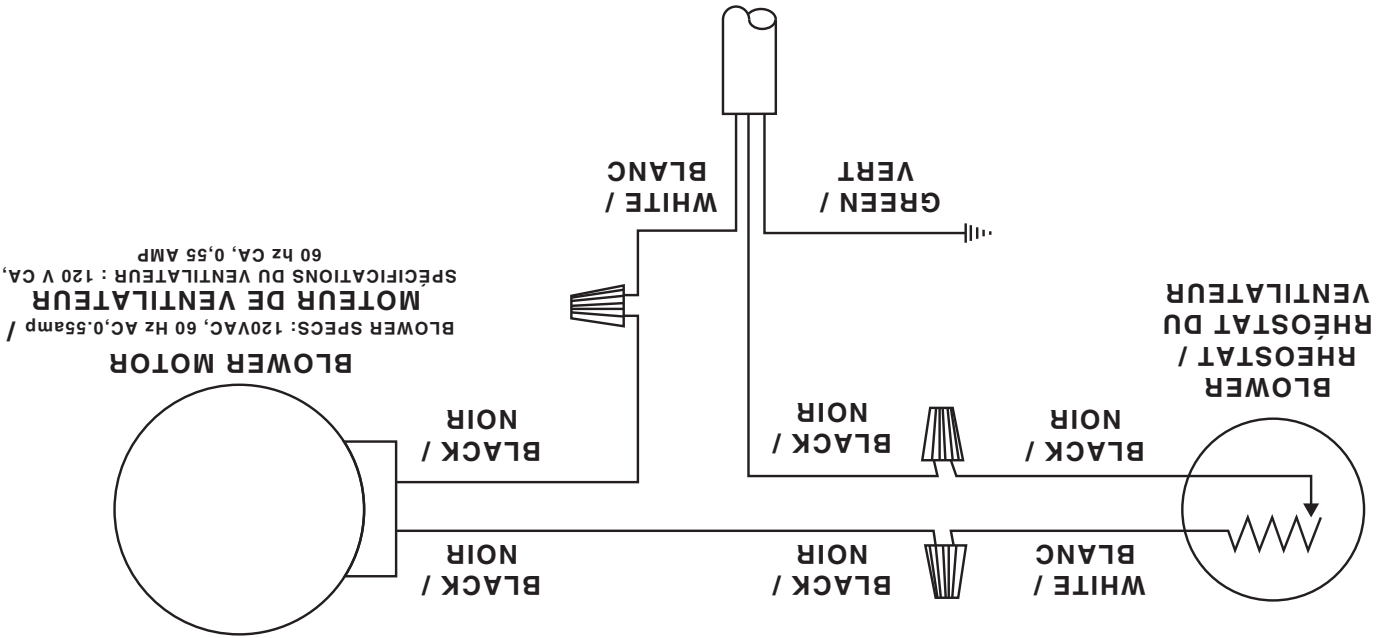 WHITE /
BLANC
BLACK /
NOIR
BLACK /
NOIR
BLACK /
NOIR
BLACK /
NOIR
BLACK /
NOIR
BLOWER
RHEOSTAT /
RHÉOSTAT DU
VENTILATEUR
BLOWER MOTOR
BLOWER SPECS: 120VAC, 60 Hz AC,0.55amp /
MOTEUR DE VENTILATEUR
SPÉCIFICATIONS DU VENTILATEUR : 120 V CA,
60 hz CA, 0,55 AMP
GREEN /
VERT
WHITE /
BLANC